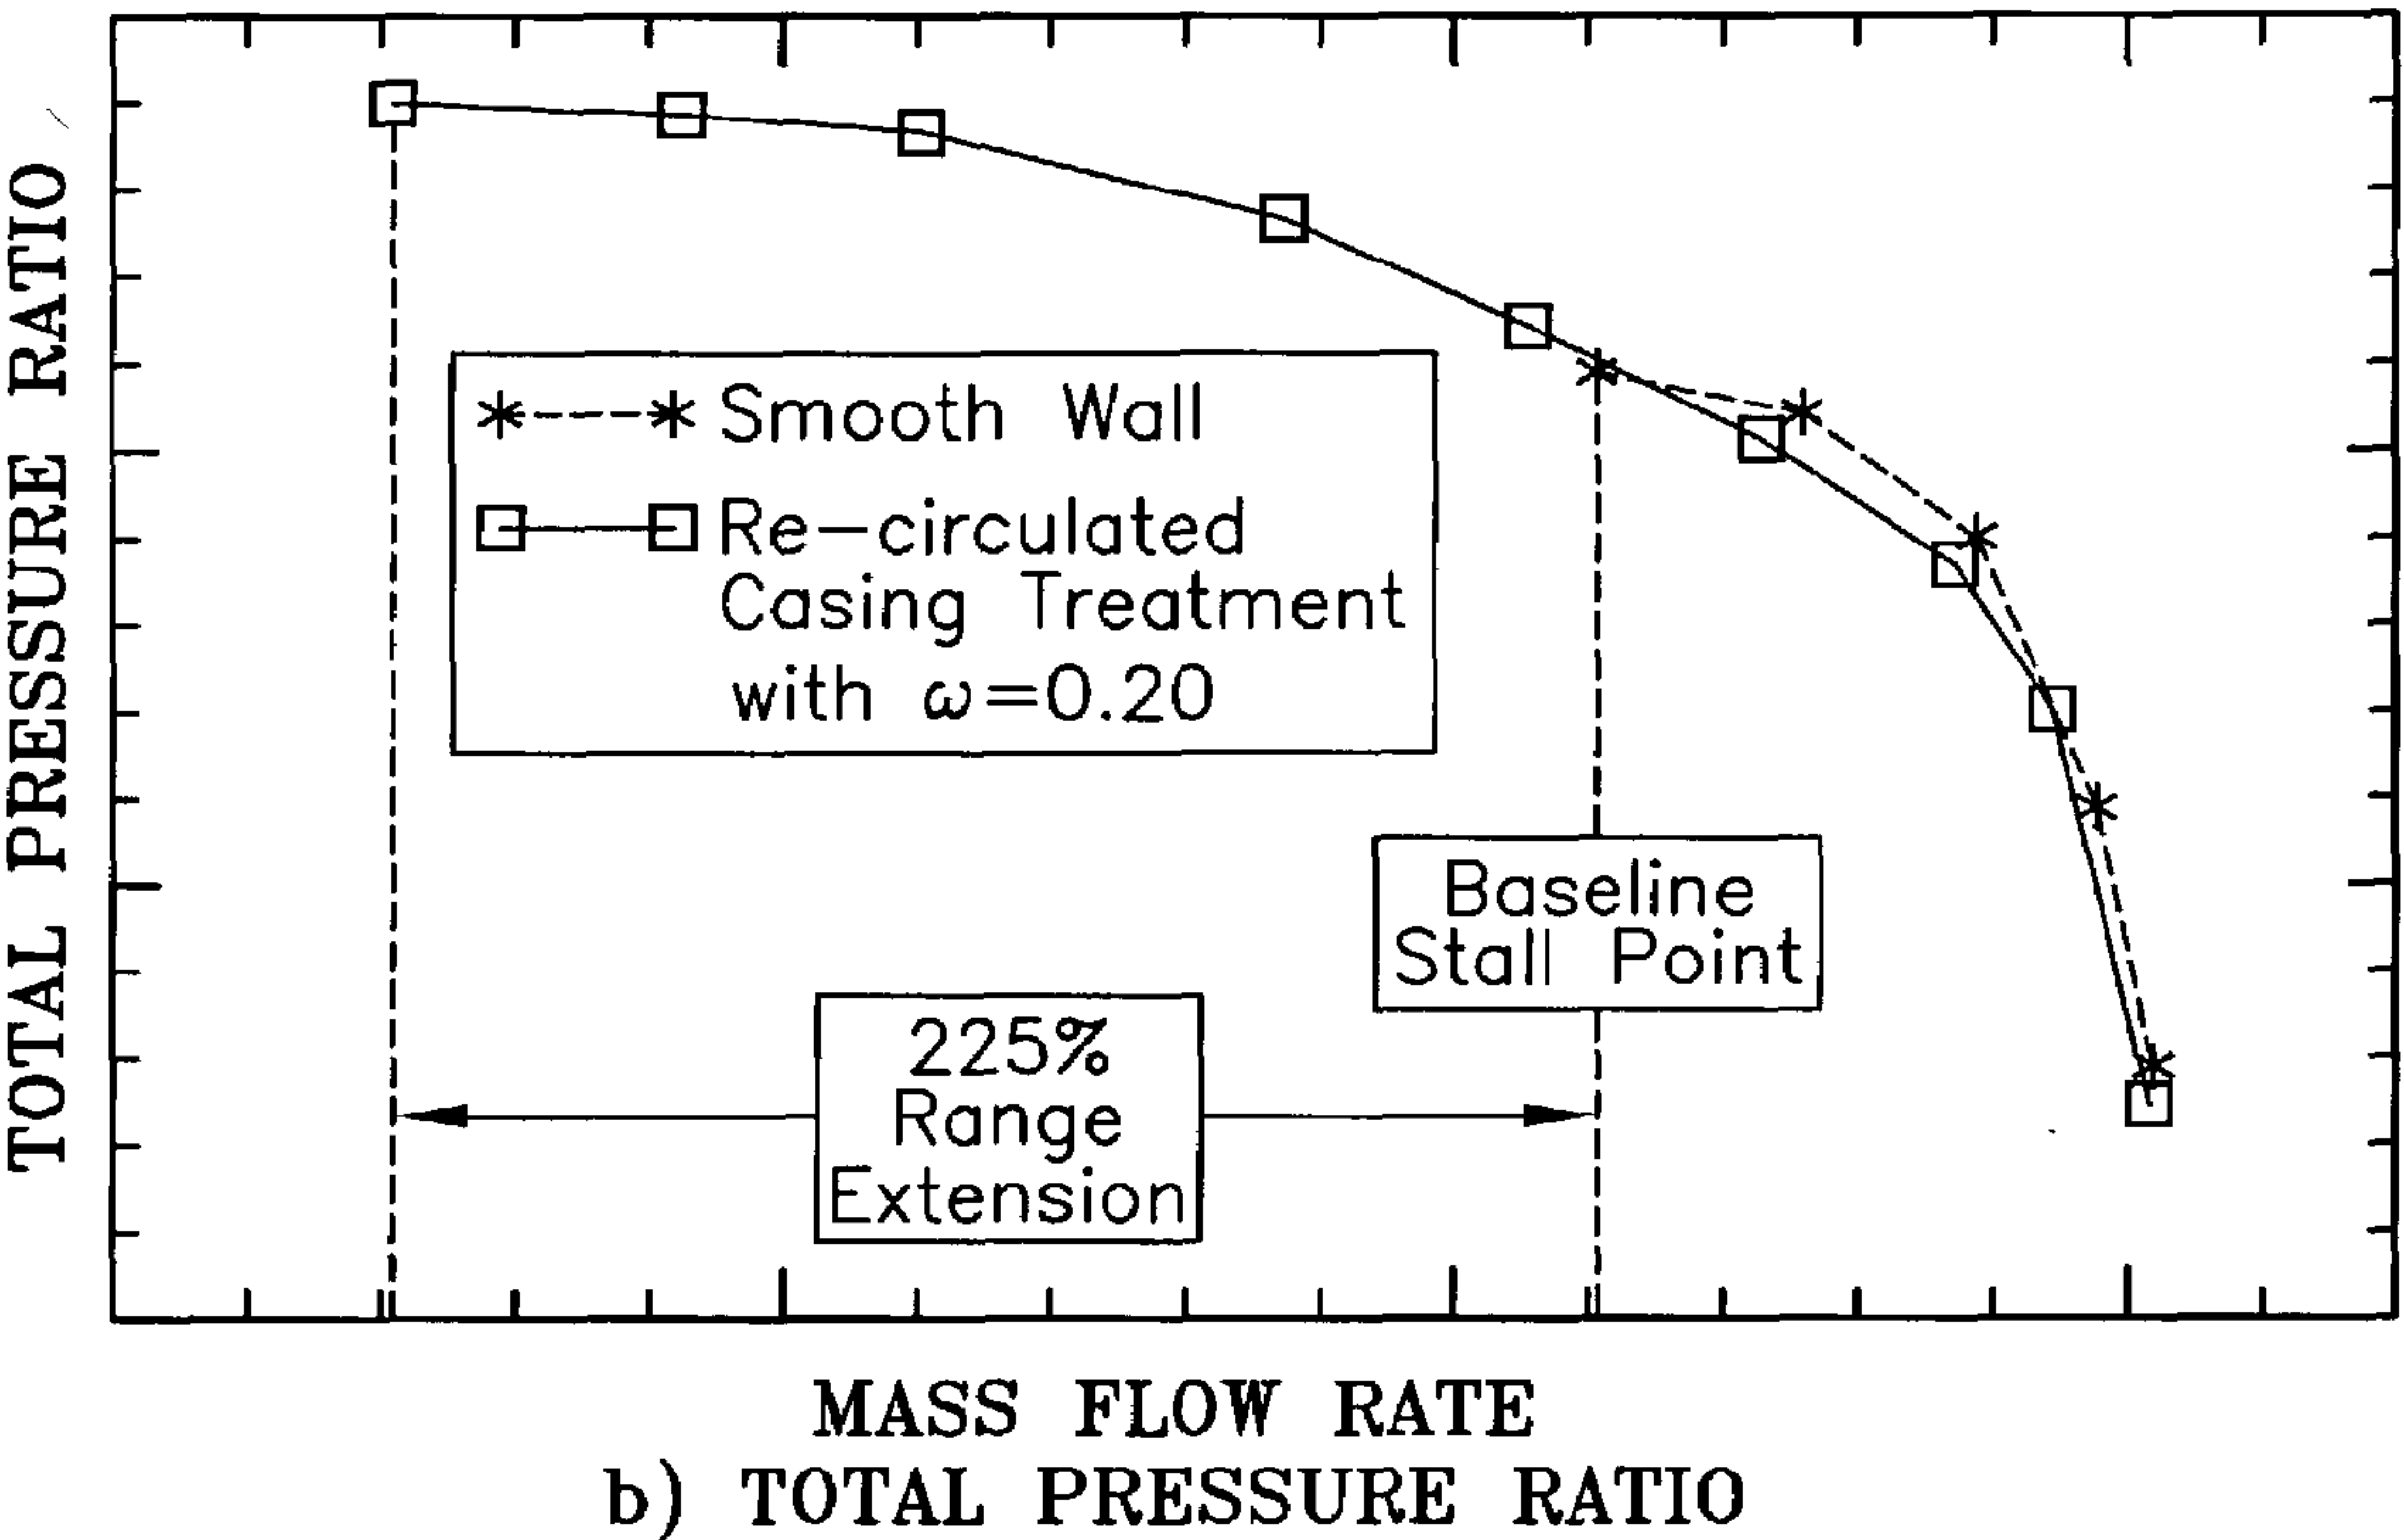 TOTAL PRESSURE RATIO
Smooth Wall
Re-circulated
Casing Treatment
with ω=0.20
Baseline
Stall Point
225%
Range
Extension
MASS FLOW RATE
b) TOTAL PRESSURE RATIO